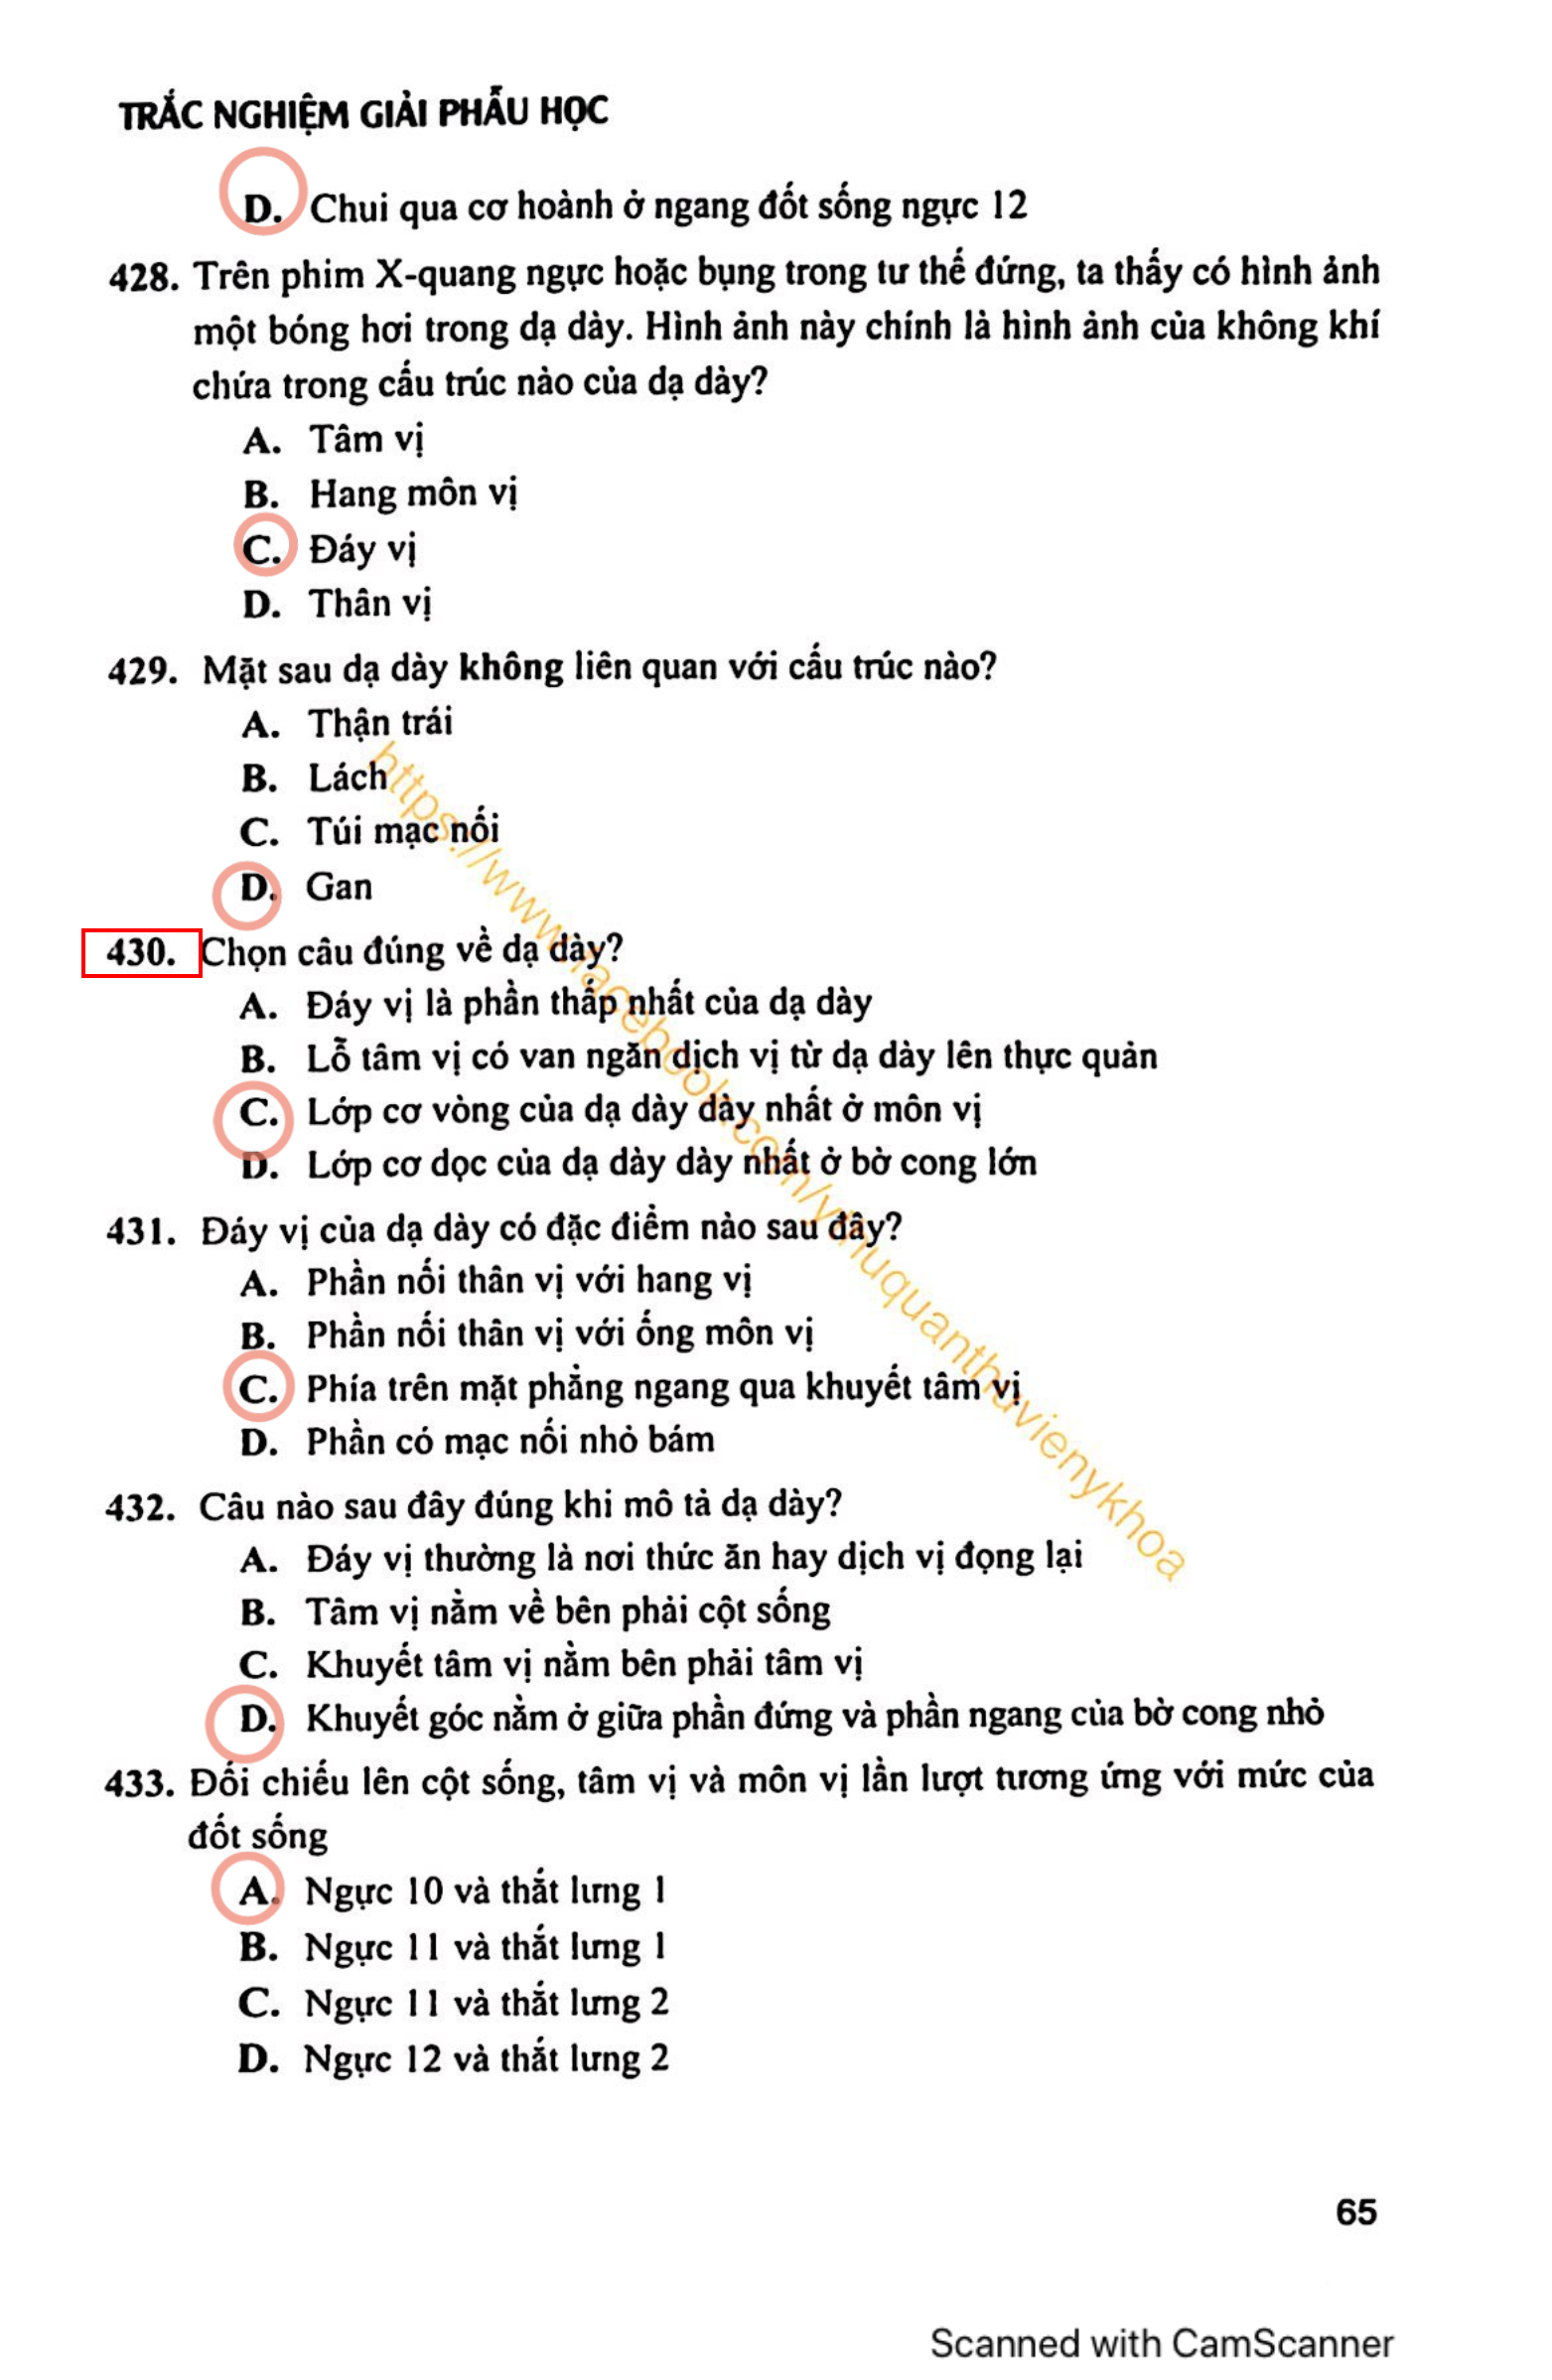 TRẮC NGHIỆM GIẢI PHẪU HỌC
D. Chui qua cơ hoành ở ngang đốt sống ngực 12
428. Trên phim X-quang ngực hoặc bụng trong tư thế đứng, ta thấy có hình ảnh
một bóng hơi trong dạ dày. Hình ảnh này chính là hình ảnh của không khí
chứa trong cấu trúc nào của dạ dày?
A. Tâm vị
B. Hang môn vị
C. Đáy vị
D. Thân vị
429. Mặt sau dạ dày không liên quan với cấu trúc nào?
A. Thận trái
B. Lách
C. Túi mạc nối
D. Gan
430. Chọn câu đúng về dạ dày?
A. Đáy vị là phần thấp nhất của dạ dày
B. Lỗ tâm vị có van ngăn dịch vị từ dạ dày lên thực quản
C. Lớp cơ vòng của dạ dày dày nhất ở môn vị
D. Lớp cơ dọc của dạ dày dày nhất ở bờ cong lớn
431. Đáy vị của dạ dày có đặc điểm nào sau đây?
A. Phần nối thân vị với hang vị
B. Phần nối thân vị với ống môn vị
C. Phía trên mặt phẳng ngang qua khuyết tâm vị
D. Phần có mạc nối nhỏ bám
432. Câu nào sau đây đúng khi mô tả dạ dày?
A. Đáy vị thường là nơi thức ăn hay dịch vị đọng lại
B. Tâm vị nằm về bên phải cột sống
C. Khuyết tâm vị nằm bên phải tâm vị
D. Khuyết góc nằm ở giữa phần đứng và phần ngang của bờ cong nhỏ
433. Đối chiếu lên cột sống, tâm vị và môn vị lần lượt tương ứng với mức của
đốt sống
A. Ngực 10 và thắt lưng 1
B. Ngực 11 và thắt lưng 1
C. Ngực 11 và thắt lưng 2
D. Ngực 12 và thắt lưng 2
https://www.facebook.com/ythuquanthuvienykhoa
65
Scanned with CamScanner